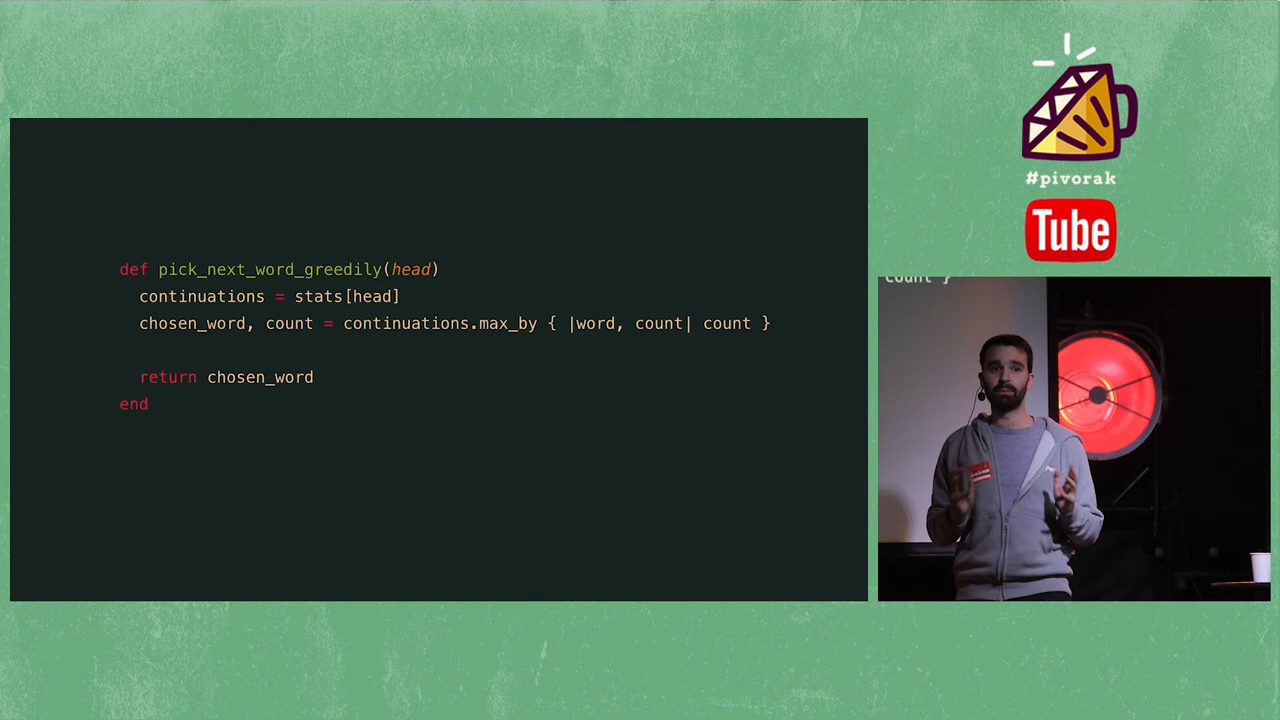 def pick_next_word_greedily(head)
  continuations = stats[head]
  chosen_word, count = continuations.max_by { |word, count| count }
  return chosen_word
end
#pivorak
Tube
count }